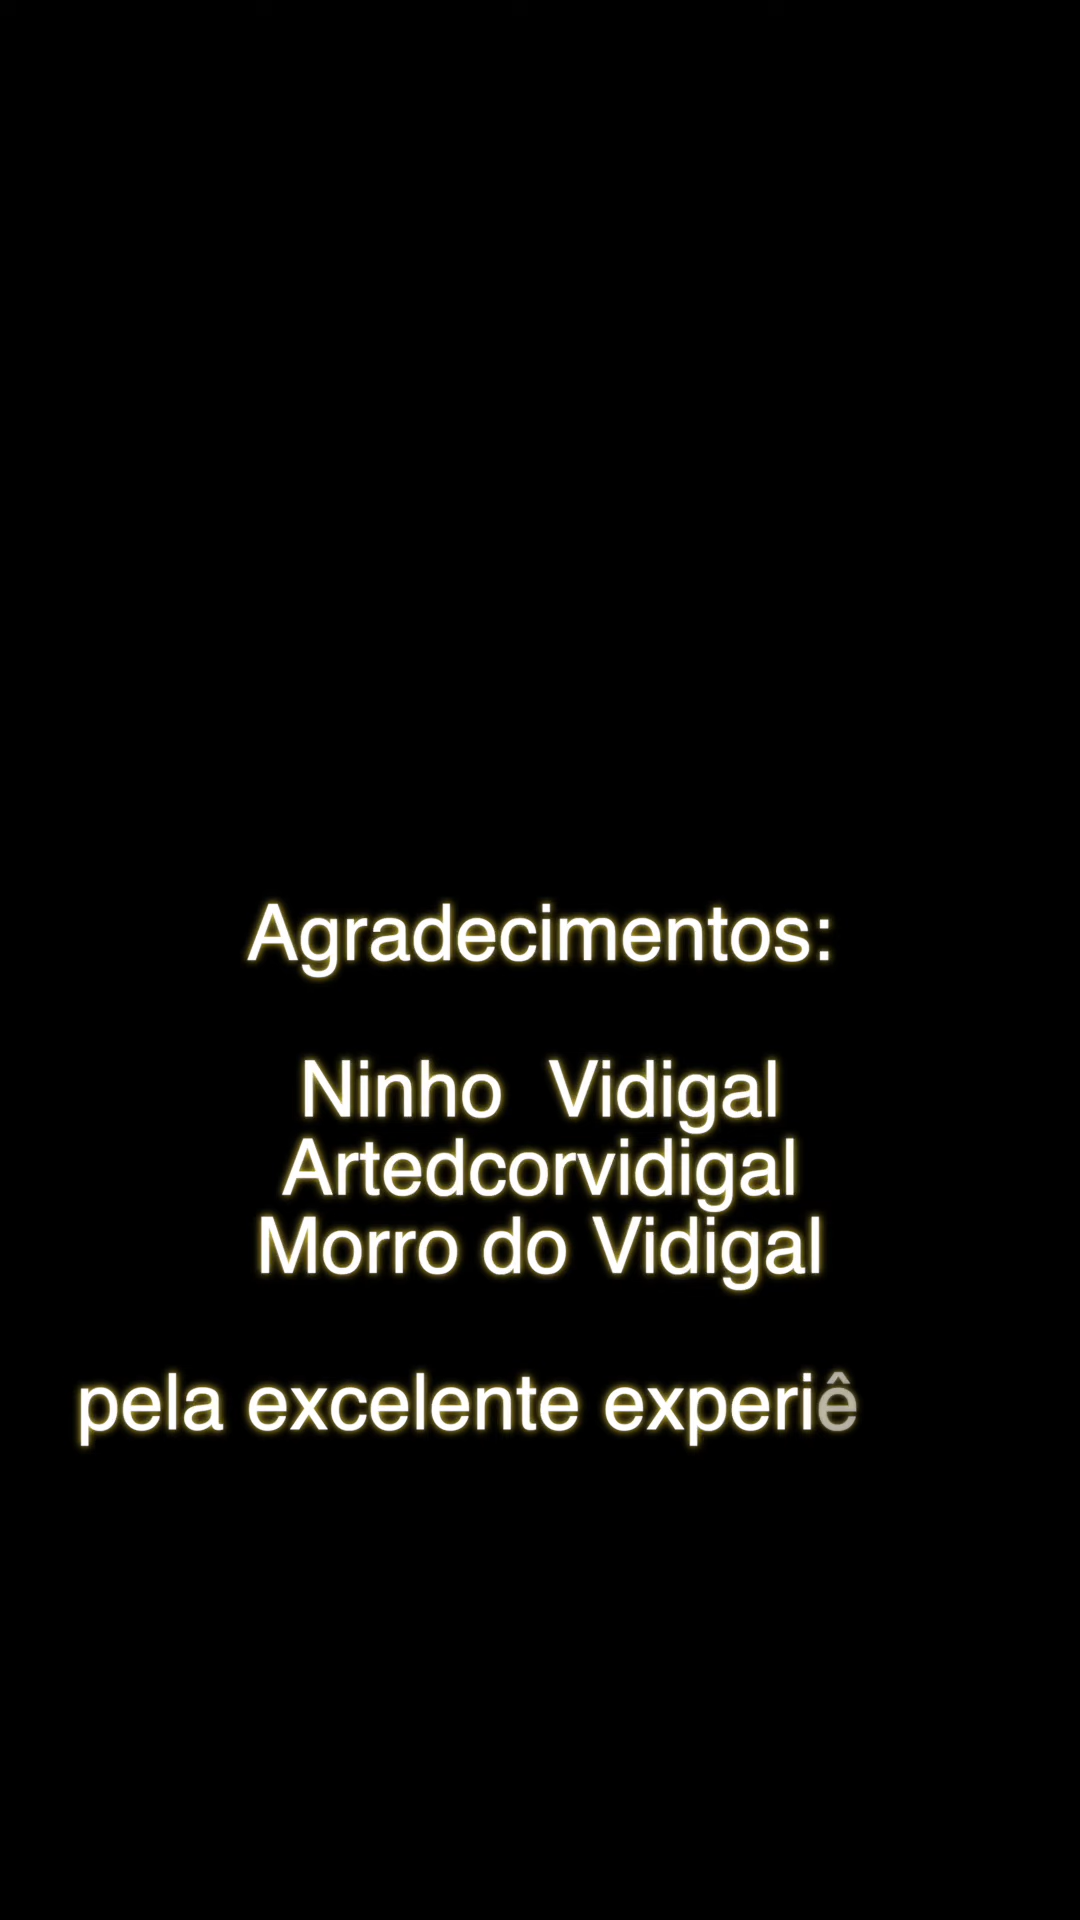 Agradecimentos:
Ninho  Vidigal
Artedcorvidigal
Morro do Vidigal
pela excelente experiê